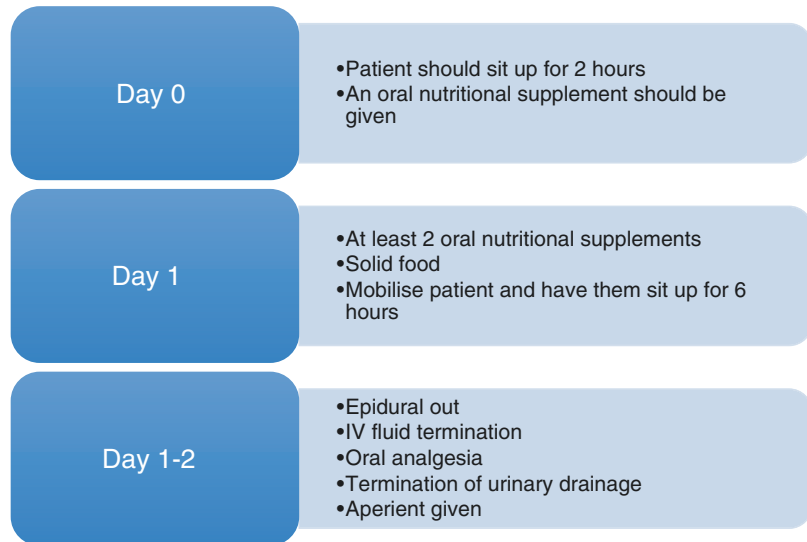 Day 0
•Patient should sit up for 2 hours
•An oral nutritional supplement should be
given
Day 1
•At least 2 oral nutritional supplements
•Solid food
•Mobilise patient and have them sit up for 6
hours
Day 1-2
•Epidural out
•IV fluid termination
•Oral analgesia
•Termination of urinary drainage
•Aperient given